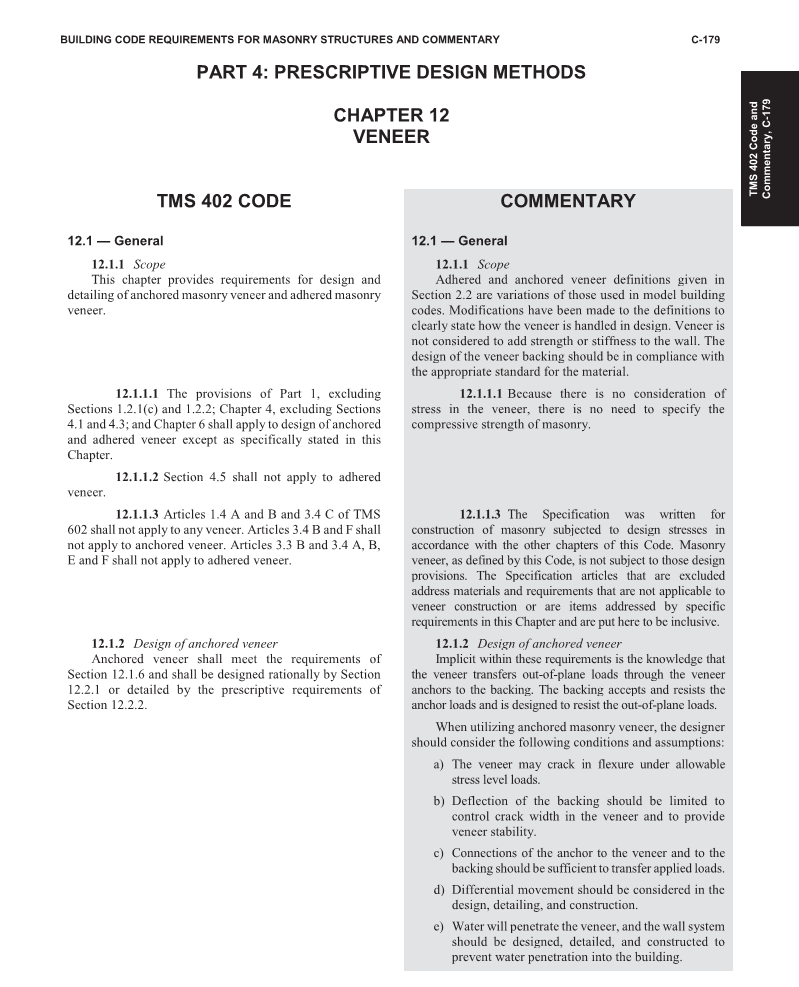 BUILDING CODE REQUIREMENTS FOR MASONRY STRUCTURES AND COMMENTARY C-179
TMS 402 Code and
Commentary, C-179
PART 4: PRESCRIPTIVE DESIGN METHODS
CHAPTER 12
VENEER
TMS 402 CODE
12.1 — General
12.1.1 Scope
This chapter provides requirements for design and
detailing of anchored masonry veneer and adhered masonry
veneer.
12.1.1.1 The provisions of Part 1, excluding
Sections 1.2.1(c) and 1.2.2; Chapter 4, excluding Sections
4.1 and 4.3; and Chapter 6 shall apply to design of anchored
and adhered veneer except as specifically stated in this
Chapter.
12.1.1.2 Section 4.5 shall not apply to adhered
veneer.
12.1.1.3 Articles 1.4 A and B and 3.4 C of TMS
602 shall not apply to any veneer. Articles 3.4 B and F shall
not apply to anchored veneer. Articles 3.3 B and 3.4 A, B,
E and F shall not apply to adhered veneer.
12.1.2 Design of anchored veneer
Anchored veneer shall meet the requirements of
Section 12.1.6 and shall be designed rationally by Section
12.2.1 or detailed by the prescriptive requirements of
Section 12.2.2.
COMMENTARY
12.1 — General
12.1.1 Scope
Adhered and anchored veneer definitions given in
Section 2.2 are variations of those used in model building
codes. Modifications have been made to the definitions to
clearly state how the veneer is handled in design. Veneer is
not considered to add strength or stiffness to the wall. The
design of the veneer backing should be in compliance with
the appropriate standard for the material.
12.1.1.1 Because there is no consideration of
stress in the veneer, there is no need to specify the
compressive strength of masonry.
12.1.1.3 The Specification was written for
construction of masonry subjected to design stresses in
accordance with the other chapters of this Code. Masonry
veneer, as defined by this Code, is not subject to those design
provisions. The Specification articles that are excluded
address materials and requirements that are not applicable to
veneer construction or are items addressed by specific
requirements in this Chapter and are put here to be inclusive.
12.1.2 Design of anchored veneer
Implicit within these requirements is the knowledge that
the veneer transfers out-of-plane loads through the veneer
anchors to the backing. The backing accepts and resists the
anchor loads and is designed to resist the out-of-plane loads.
When utilizing anchored masonry veneer, the designer
should consider the following conditions and assumptions:
a) The veneer may crack in flexure under allowable
stress level loads.
b) Deflection of the backing should be limited to
control crack width in the veneer and to provide
veneer stability.
c) Connections of the anchor to the veneer and to the
backing should be sufficient to transfer applied loads.
d) Differential movement should be considered in the
design, detailing, and construction.
e) Water will penetrate the veneer, and the wall system
should be designed, detailed, and constructed to
prevent water penetration into the building.